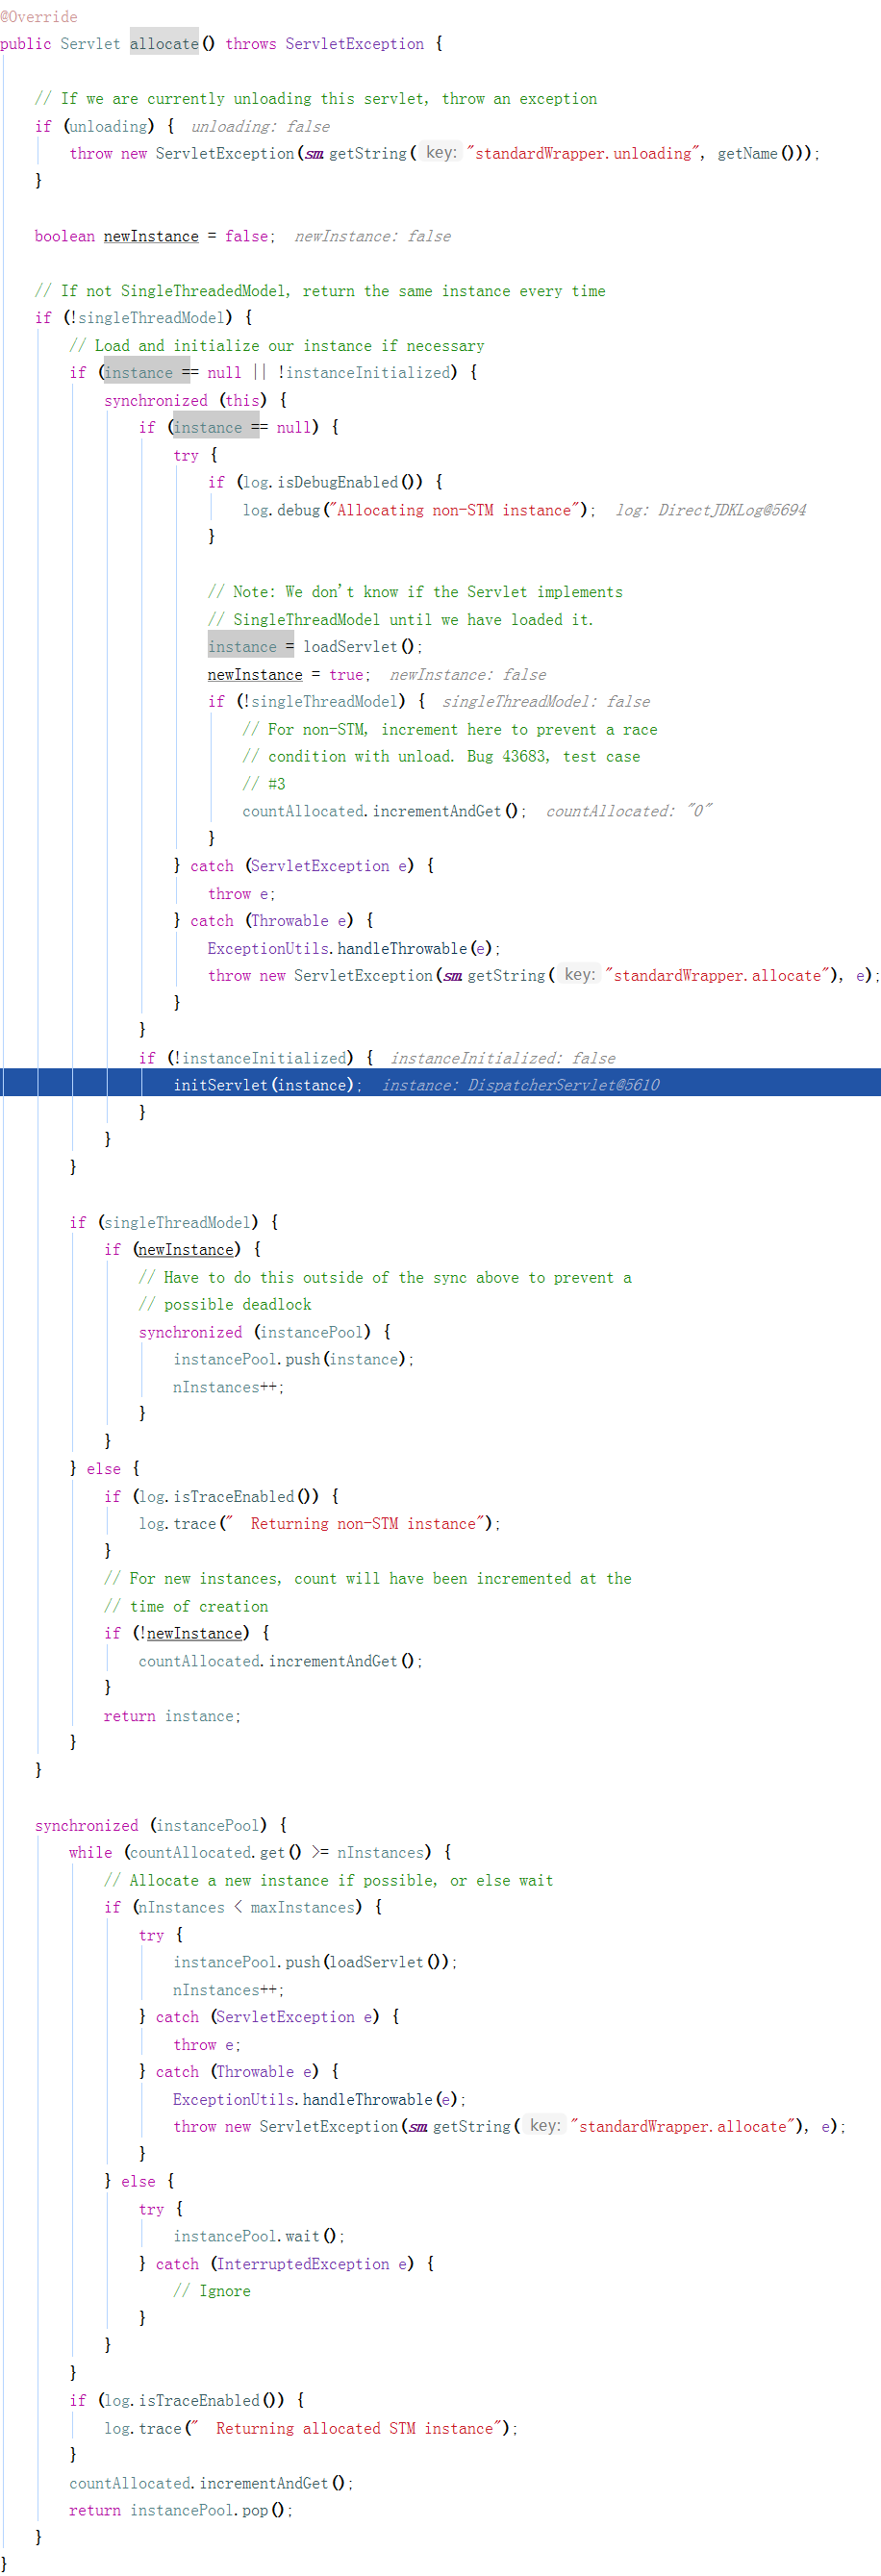 @Override
public Servlet allocate() throws ServletException {
// If we are currently unloading this servlet, throw an exception
if (unloading) { unloading: false
throw new ServletException(sm.getString( key: "standardWrapper.unloading", getName()));
}
boolean newInstance = false; newInstance: false
// If not SingleThreadedModel, return the same instance every time
if (!singleThreadModel) {
// Load and initialize our instance if necessary
if (instance == null || !instanceInitialized) {
synchronized (this) {
if (instance == null) {
try {
if (log.isDebugEnabled()) {
log.debug("Allocating non-STM instance"); log: DirectJDKLog@5694
}
// Note: We don't know if the Servlet implements
// SingleThreadModel until we have loaded it.
instance = loadServlet();
newInstance = true; newInstance: false
if (!singleThreadModel) { singleThreadModel: false
// For non-STM, increment here to prevent a race
// condition with unload. Bug 43683, test case
// #3
countAllocated.incrementAndGet(); countAllocated: "0"
}
} catch (ServletException e) {
throw e;
} catch (Throwable e) {
ExceptionUtils.handleThrowable(e);
throw new ServletException(sm.getString( key: "standardWrapper.allocate"), e);
}
}
if (!instanceInitialized) { instanceInitialized: false
initServlet(instance); instance: DispatcherServlet@5610
}
}
}
if (singleThreadModel) {
if (newInstance) {
// Have to do this outside of the sync above to prevent a
// possible deadlock
synchronized (instancePool) {
instancePool.push(instance);
nInstances++;
}
}
} else {
if (log.isTraceEnabled()) {
log.trace("  Returning non-STM instance");
}
// For new instances, count will have been incremented at the
// time of creation
if (!newInstance) {
countAllocated.incrementAndGet();
}
return instance;
}
}
synchronized (instancePool) {
while (countAllocated.get() >= nInstances) {
// Allocate a new instance if possible, or else wait
if (nInstances < maxInstances) {
try {
instancePool.push(loadServlet());
nInstances++;
} catch (ServletException e) {
throw e;
} catch (Throwable e) {
ExceptionUtils.handleThrowable(e);
throw new ServletException(sm.getString( key: "standardWrapper.allocate"), e);
}
} else {
try {
instancePool.wait();
} catch (InterruptedException e) {
// Ignore
}
}
}
if (log.isTraceEnabled()) {
log.trace("  Returning allocated STM instance");
}
countAllocated.incrementAndGet();
return instancePool.pop();
}
}